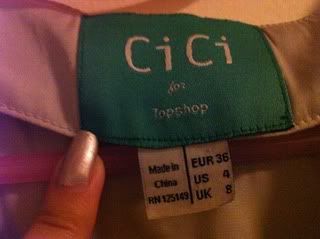 CiCi
for
Topshop
Made in
China
RN 125149
EUR 36
US 4
UK 8